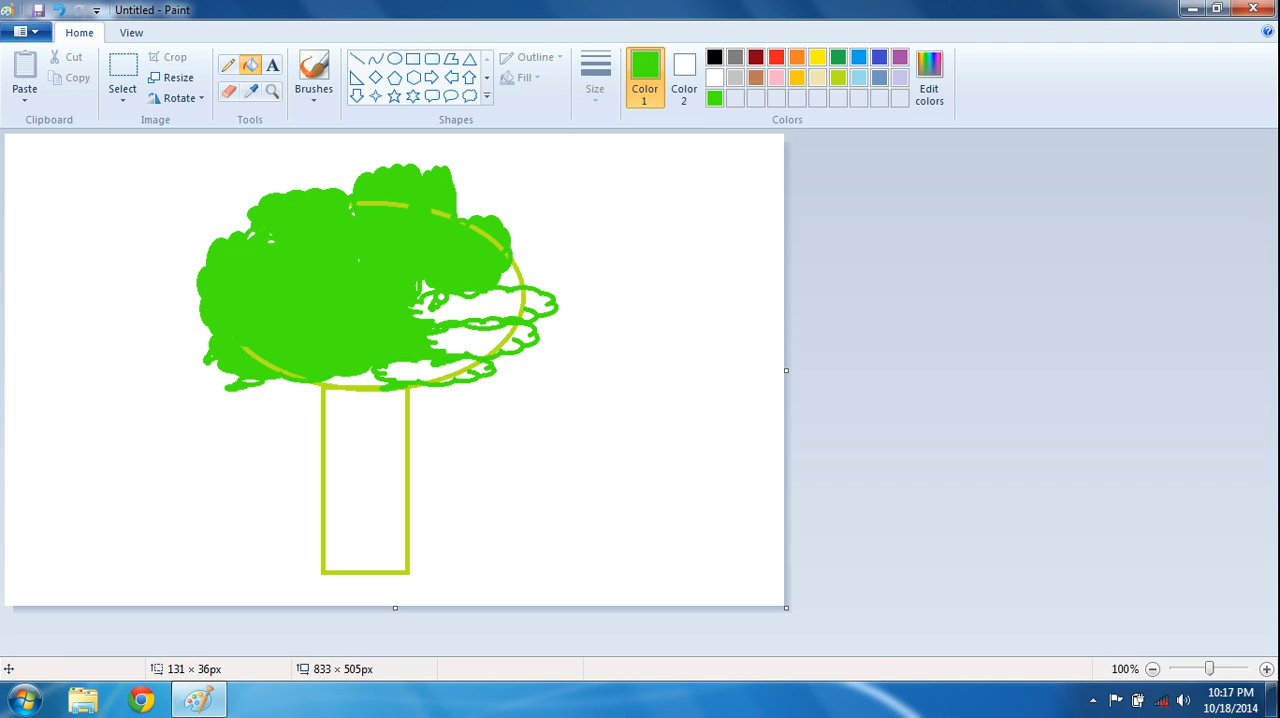 Untitled - Paint
Home View
Paste
Cut
Copy
Clipboard
Select
Crop
Resize
Rotate
Image
A
Tools
Brushes
Outline
Fill
Shapes
Size
Color 1
Color 2
Edit colors
Colors
131 × 36px
833 × 505px
100%
10:17 PM
10/18/2014